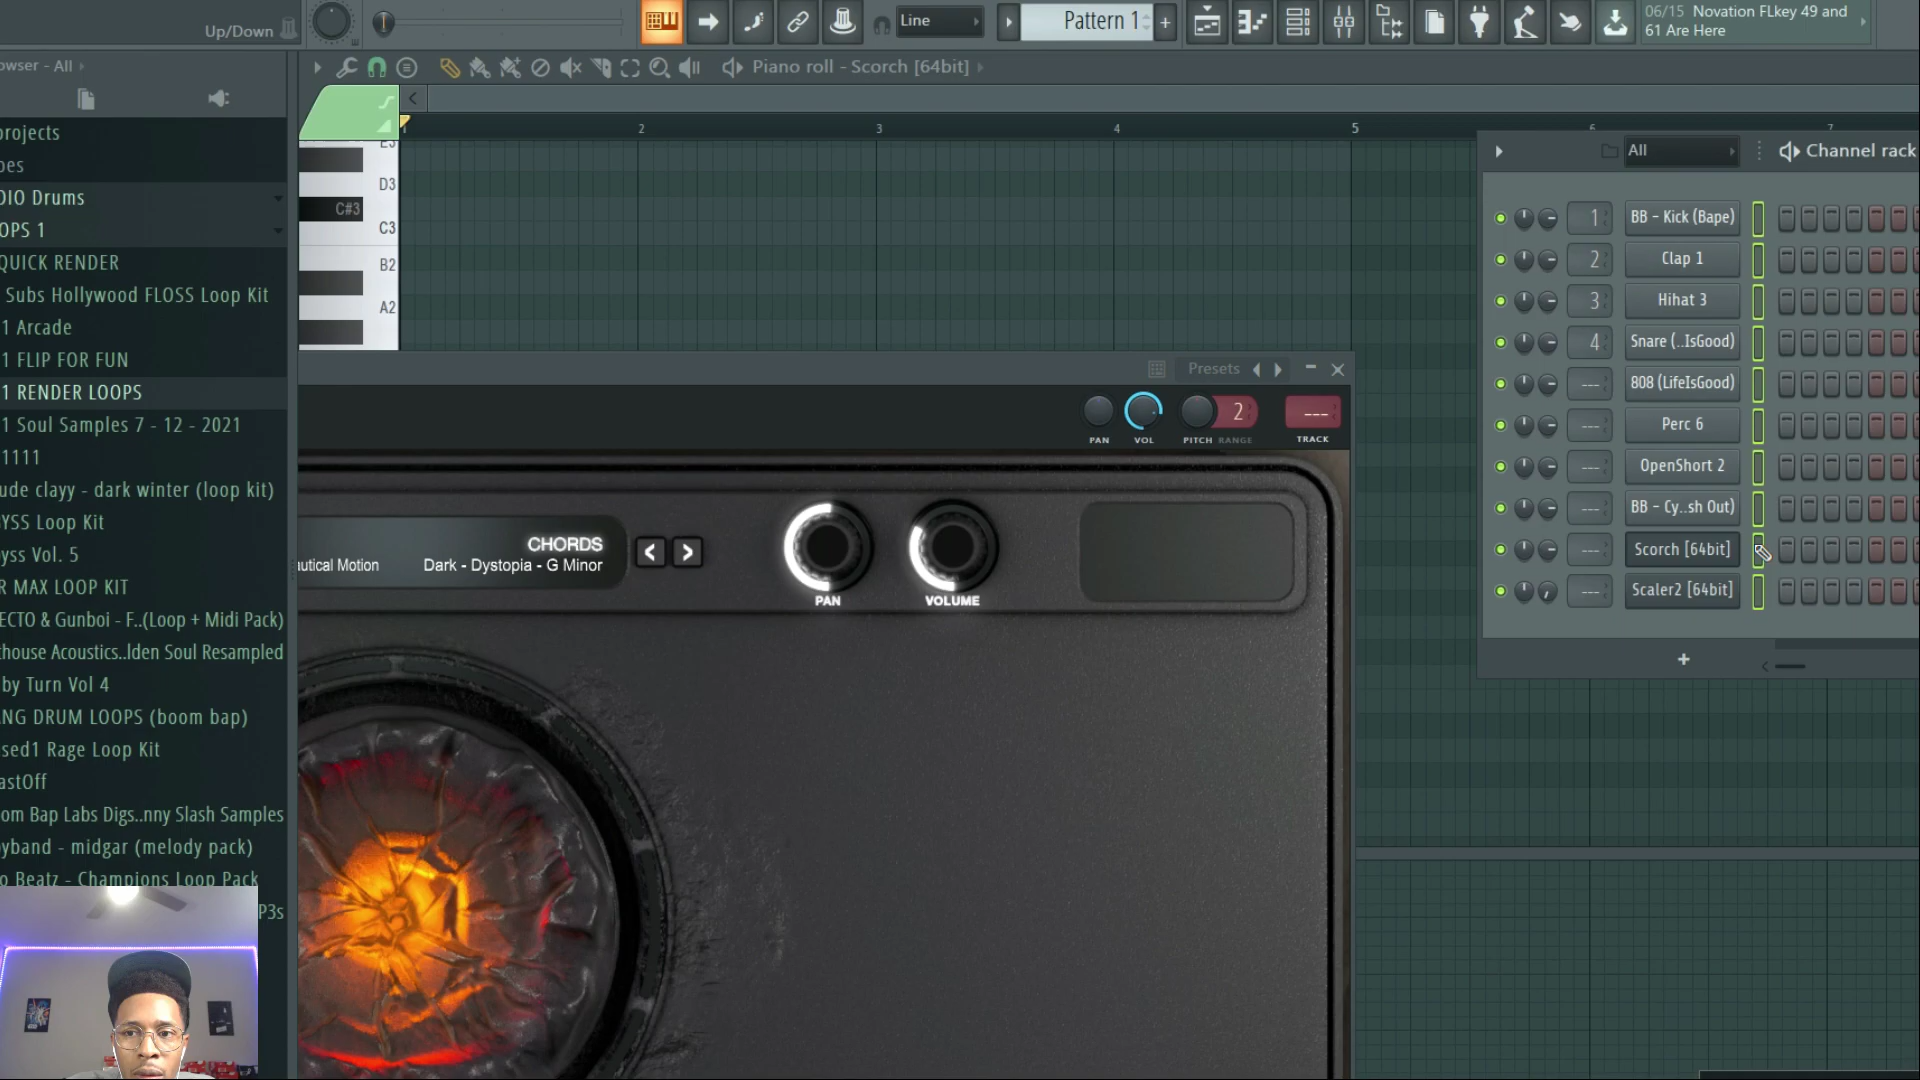 Up/Down
Line
Pattern 1
+
06/15 Novation FLkey 49 and
61 Are Here
owser - All
Piano roll - Scorch [64bit]
projects
pes
DIO Drums
OPS 1
QUICK RENDER
Subs Hollywood FLOSS Loop Kit
1 Arcade
1 FLIP FOR FUN
1 RENDER LOOPS
1 Soul Samples 7 - 12 - 2021
1111
ude clayy - dark winter (loop kit)
YSS Loop Kit
yss Vol. 5
R MAX LOOP KIT
ECTO & Gunboi - F..(Loop + Midi Pack)
thouse Acoustics..lden Soul Resampled
by Turn Vol 4
NG DRUM LOOPS (boom bap)
sed1 Rage Loop Kit
astOff
om Bap Labs Digs..nny Slash Samples
yband - midgar (melody pack)
o Beatz - Champions Loop Pack
P3s
2
3
4
5
6
7
E3
D3
C#3
C3
B2
A2
Presets
2
---
PAN
VOL
PITCH RANGE
TRACK
CHORDS
autical Motion
Dark - Dystopia - G Minor
< >
PAN
VOLUME
All
Channel rack
1 BB - Kick (Bape)
2 Clap 1
3 Hihat 3
4 Snare (..IsGood)
--- 808 (LifeIsGood)
--- Perc 6
--- OpenShort 2
--- BB - Cy..sh Out)
--- Scorch [64bit]
--- Scaler2 [64bit]
+